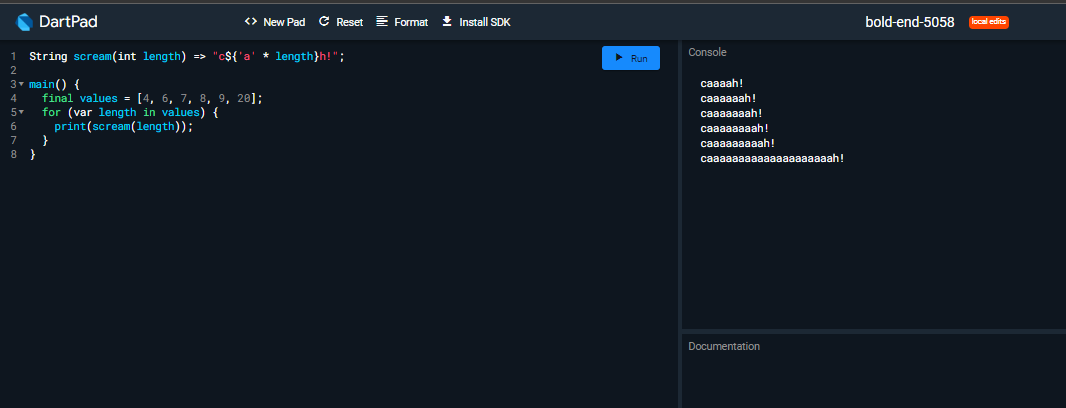 DartPad
<> New Pad Reset Format Install SDK
bold-end-5058 local edits
1 String scream(int length) => "c${'a' * length}h!";
2
3 main() {
4   final values = [4, 6, 7, 8, 9, 20];
5   for (var length in values) {
6     print(scream(length));
7   }
8 }
Run
Console
caaaah!
caaaaaah!
caaaaaaah!
caaaaaaaah!
caaaaaaaaah!
caaaaaaaaaaaaaaaaaaaah!
Documentation